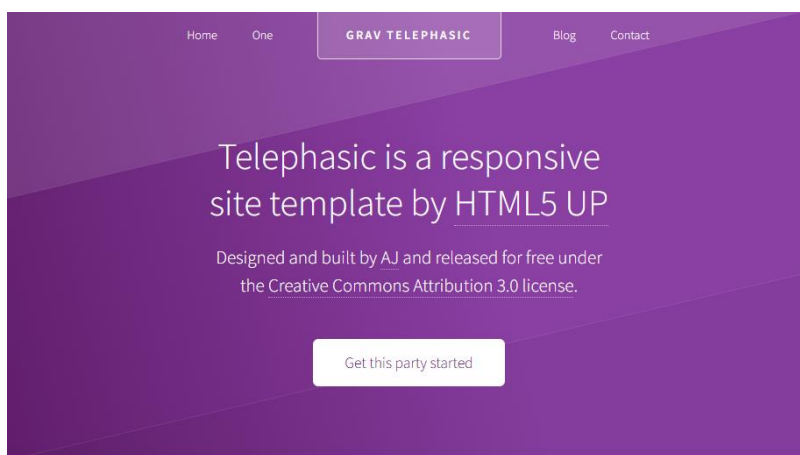 Home One GRAV TELEPHASIC Blog Contact
Telephasic is a responsive
site template by HTML5 UP
Designed and built by AJ and released for free under
the Creative Commons Attribution 3.0 license.
Get this party started